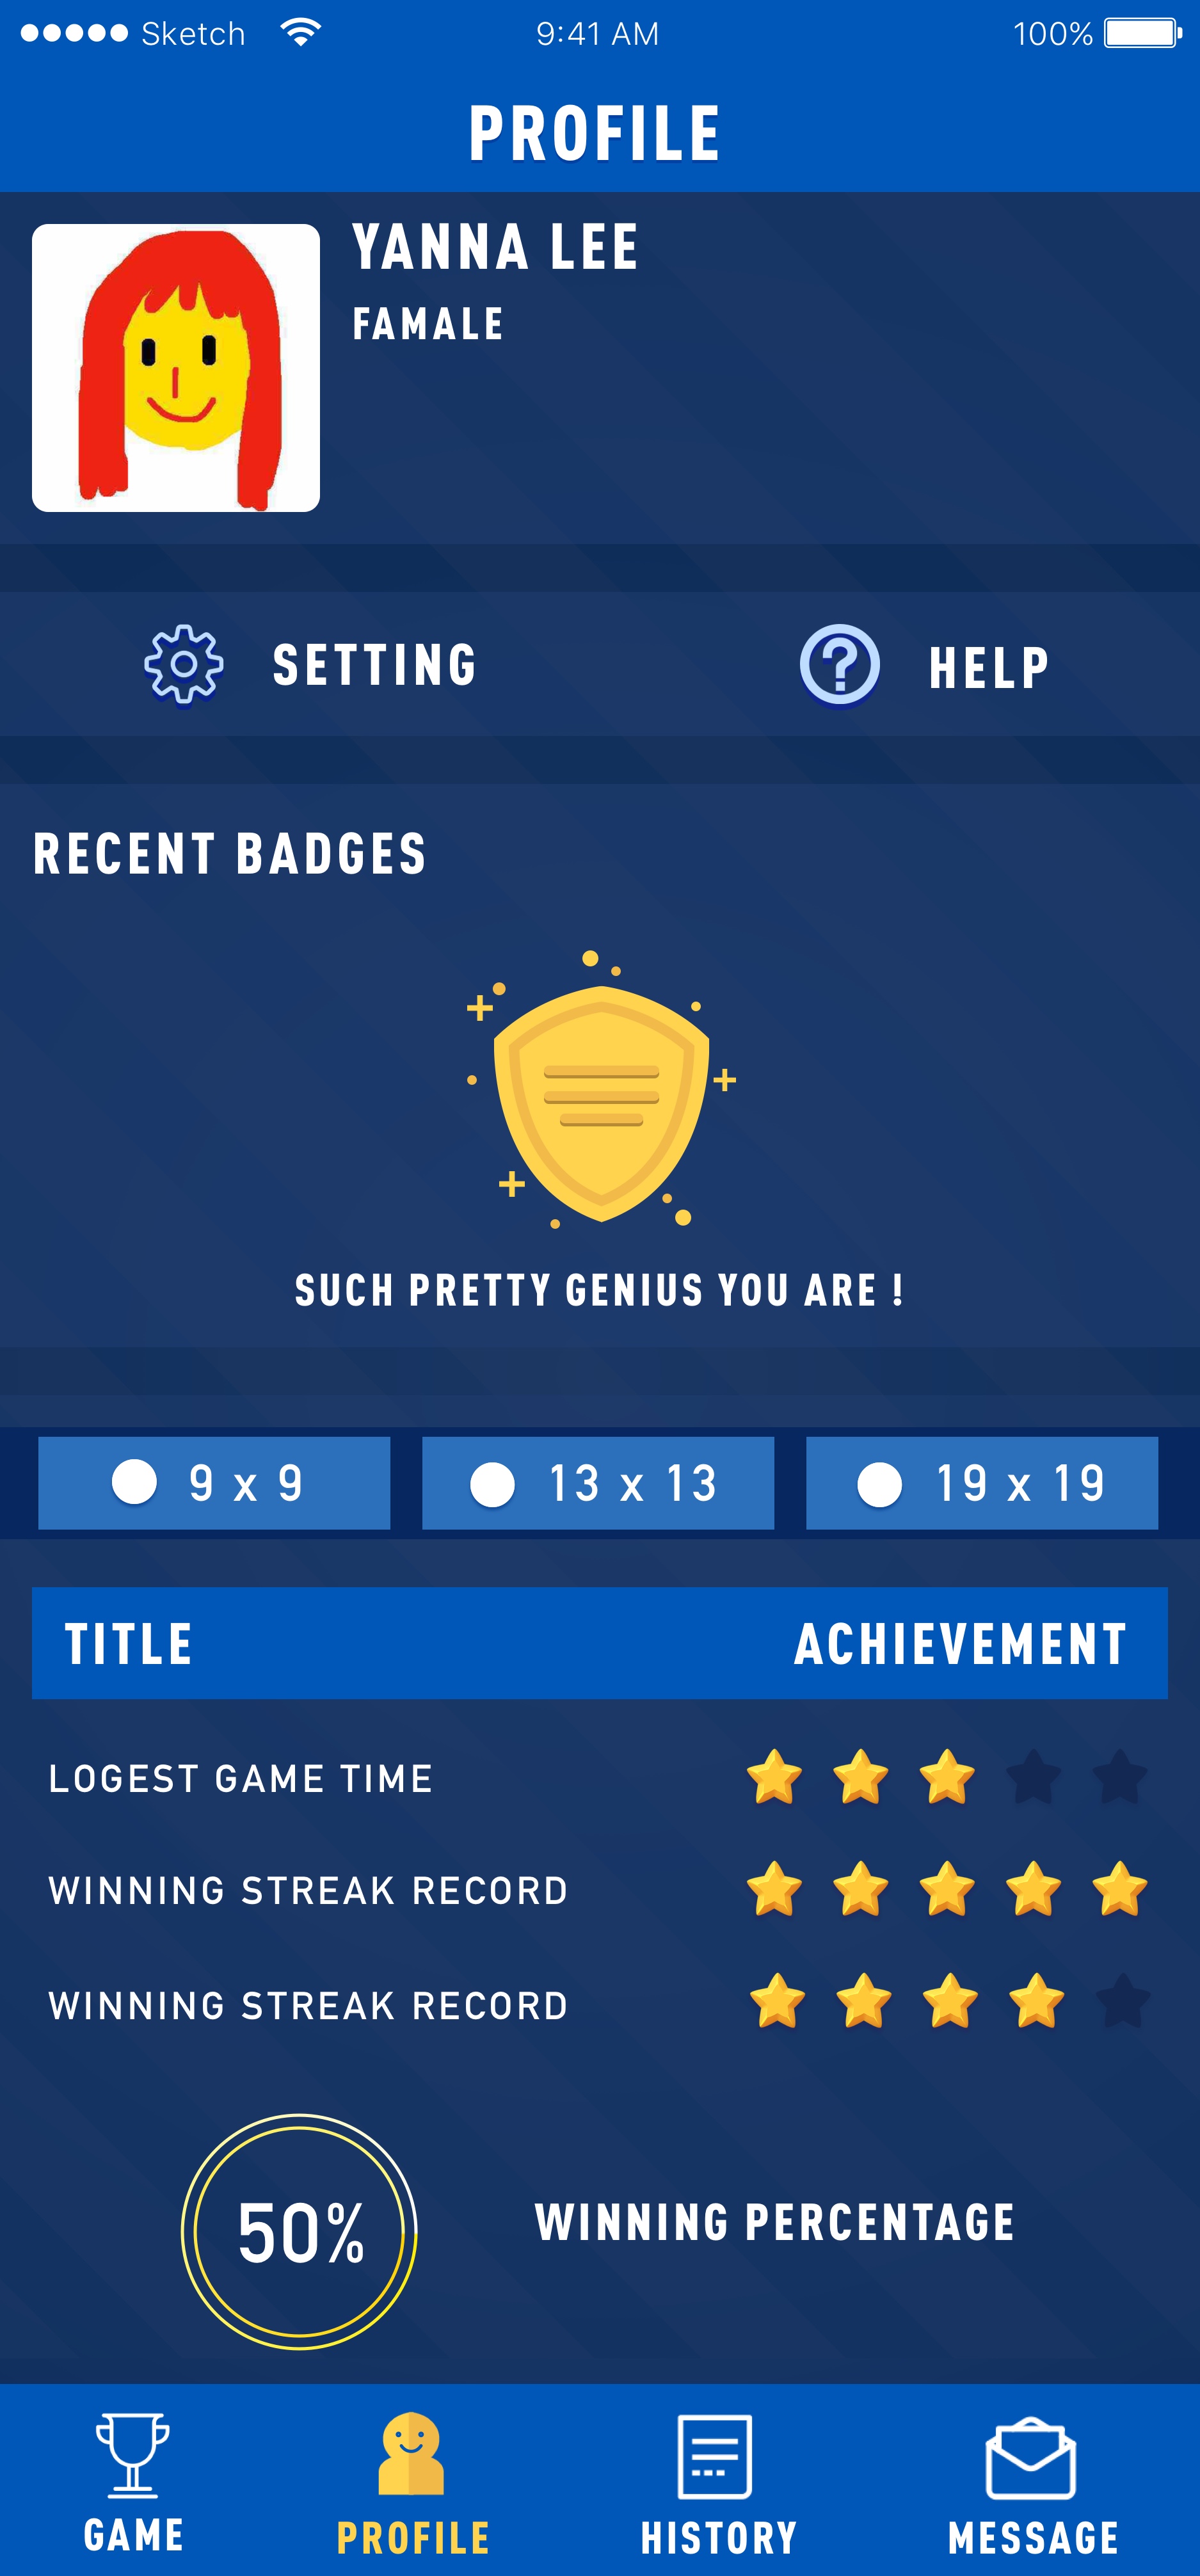 Sketch 9:41 AM 100%
PROFILE
YANNA LEE
FAMALE
SETTING HELP
RECENT BADGES
SUCH PRETTY GENIUS YOU ARE !
9 x 9 13 x 13 19 x 19
TITLE ACHIEVEMENT
LOGEST GAME TIME
WINNING STREAK RECORD
WINNING STREAK RECORD
50% WINNING PERCENTAGE
GAME PROFILE HISTORY MESSAGE